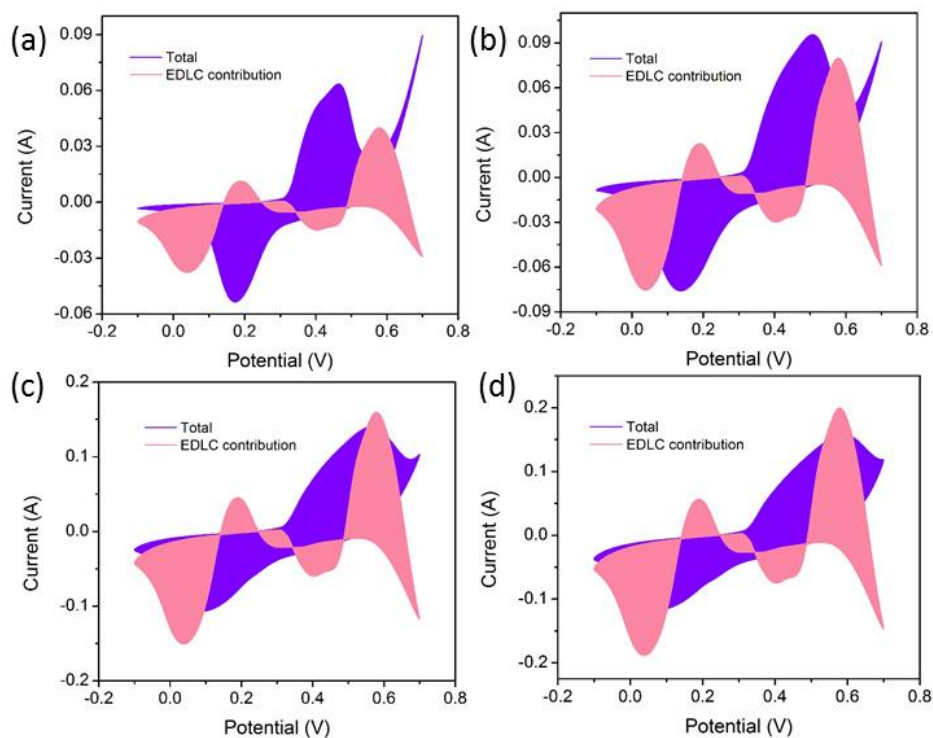 (a)
Total
EDLC contribution
0.09
0.06
0.03
0.00
-0.03
-0.06
Current (A)
-0.2 0.0 0.2 0.4 0.6 0.8
Potential (V)
(b)
Total
EDLC contribution
0.09
0.06
0.03
0.00
-0.03
-0.06
-0.09
Current (A)
-0.2 0.0 0.2 0.4 0.6 0.8
Potential (V)
(c)
Total
EDLC contribution
0.2
0.1
0.0
-0.1
-0.2
Current (A)
-0.2 0.0 0.2 0.4 0.6 0.8
Potential (V)
(d)
Total
EDLC contribution
0.2
0.1
0.0
-0.1
-0.2
Current (A)
-0.2 0.0 0.2 0.4 0.6 0.8
Potential (V)